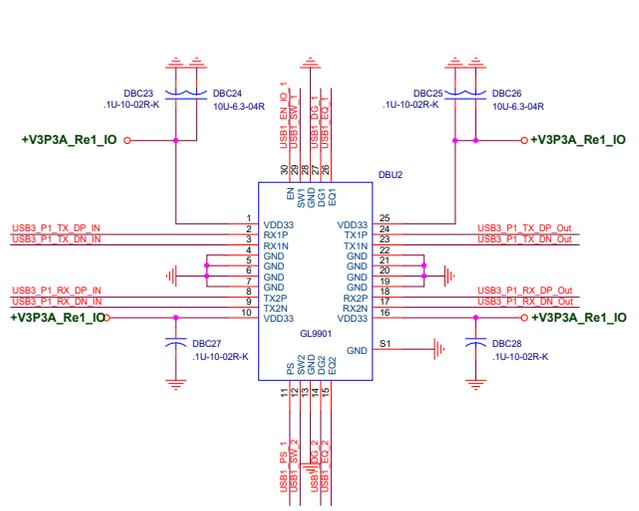 DBC23
.1U-10-02R-K
DBC24
10U-6.3-04R
DBC25
.1U-10-02R-K
DBC26
10U-6.3-04R
+V3P3A_Re1_IO
+V3P3A_Re1_IO
USB1_EN_IO_1
USB1_SW_1
USB1_DG_1
USB1_EQ_1
30
29
28
27
26
EN
SW1
GND
DG1
EQ1
DBU2
1 VDD33
2 RX1P
3 RX1N
4 GND
5 GND
6 GND
7 GND
8 TX2P
9 TX2N
10 VDD33
VDD33 25
TX1P 24
TX1N 23
GND 22
GND 21
GND 20
GND 19
RX2P 18
RX2N 17
VDD33 16
USB3_P1_TX_DP_IN
USB3_P1_TX_DN_IN
USB3_P1_RX_DP_IN
USB3_P1_RX_DN_IN
+V3P3A_Re1_IO
USB3_P1_TX_DP_Out
USB3_P1_TX_DN_Out
USB3_P1_RX_DP_Out
USB3_P1_RX_DN_Out
+V3P3A_Re1_IO
GL9901
GND S1
DBC27
.1U-10-02R-K
DBC28
.1U-10-02R-K
PS
SW2
GND
DG2
EQ2
11
12
13
14
15
USB1_PS_1
USB1_SW_2
USB1_DG_2
USB1_EQ_2